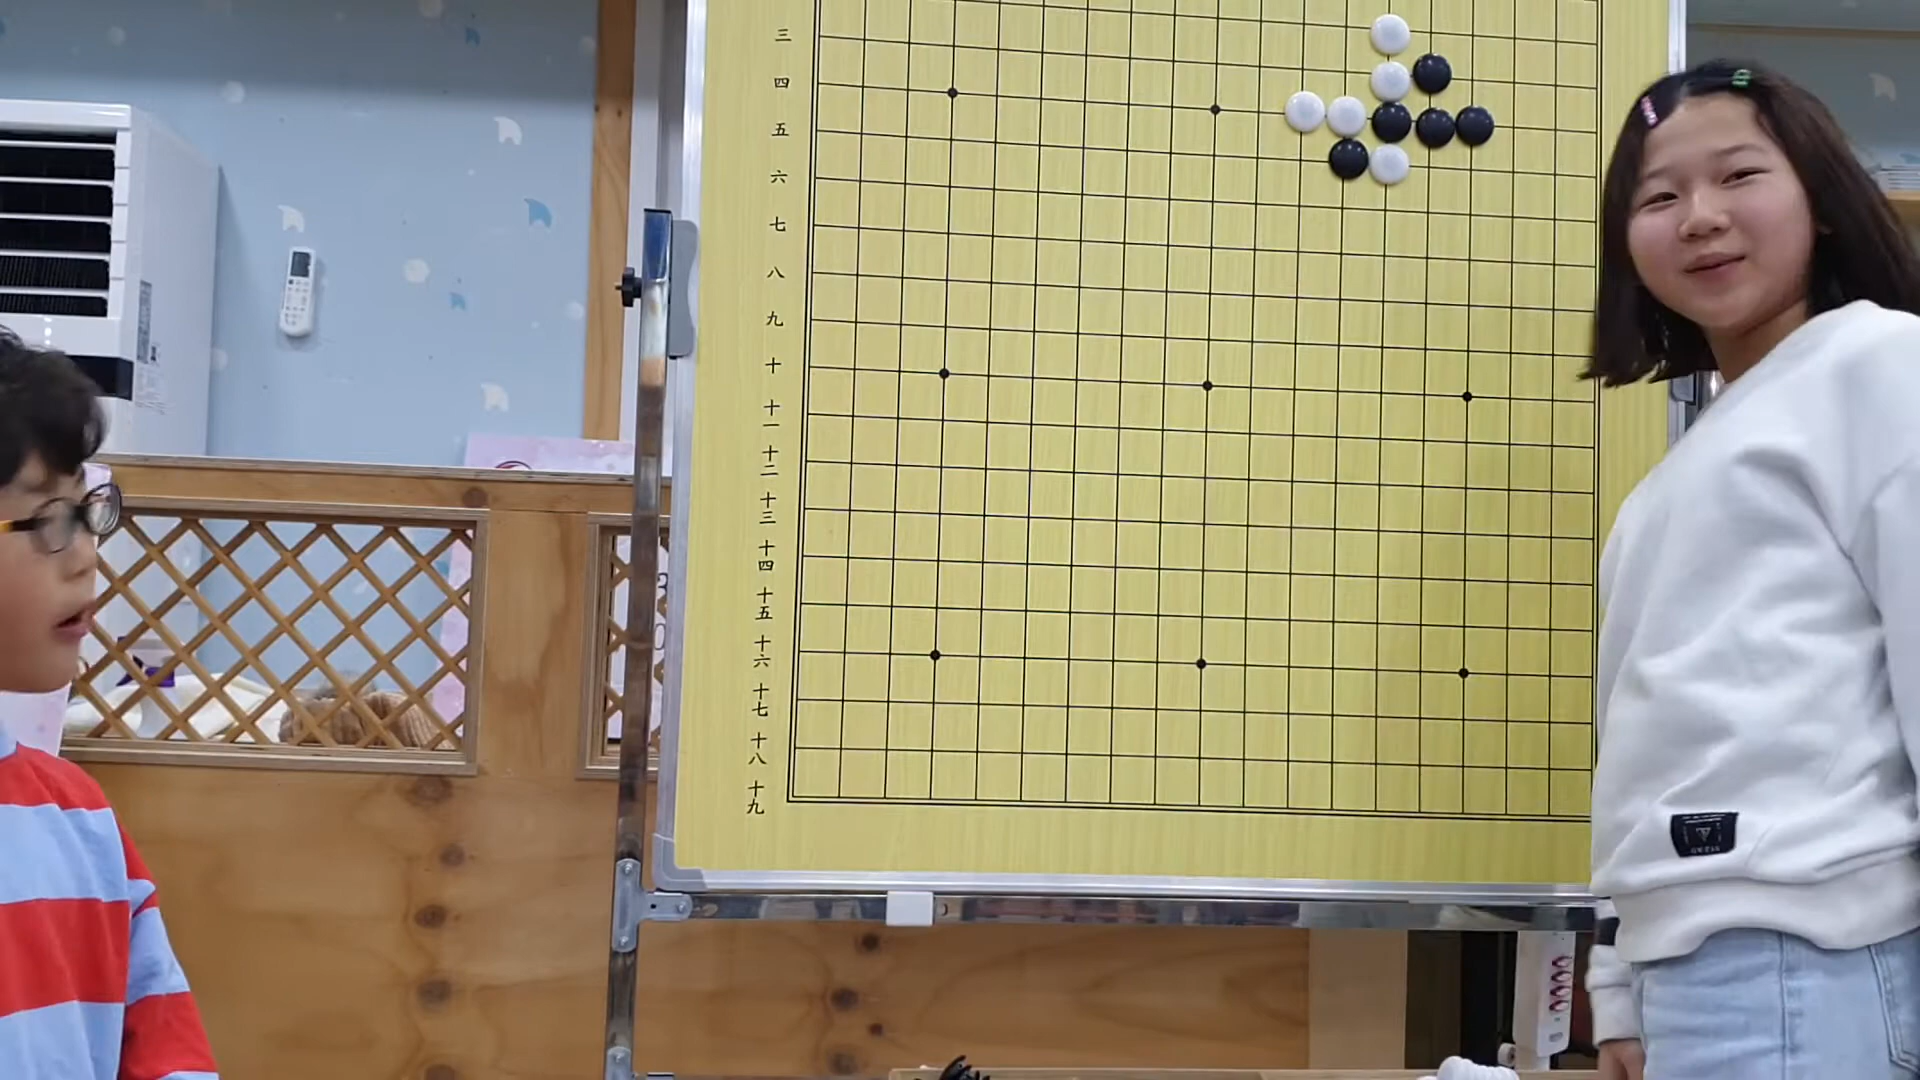 三
四
五
六
七
八
九
十
十一
十二
十三
十四
十五
十六
十七
十八
十九